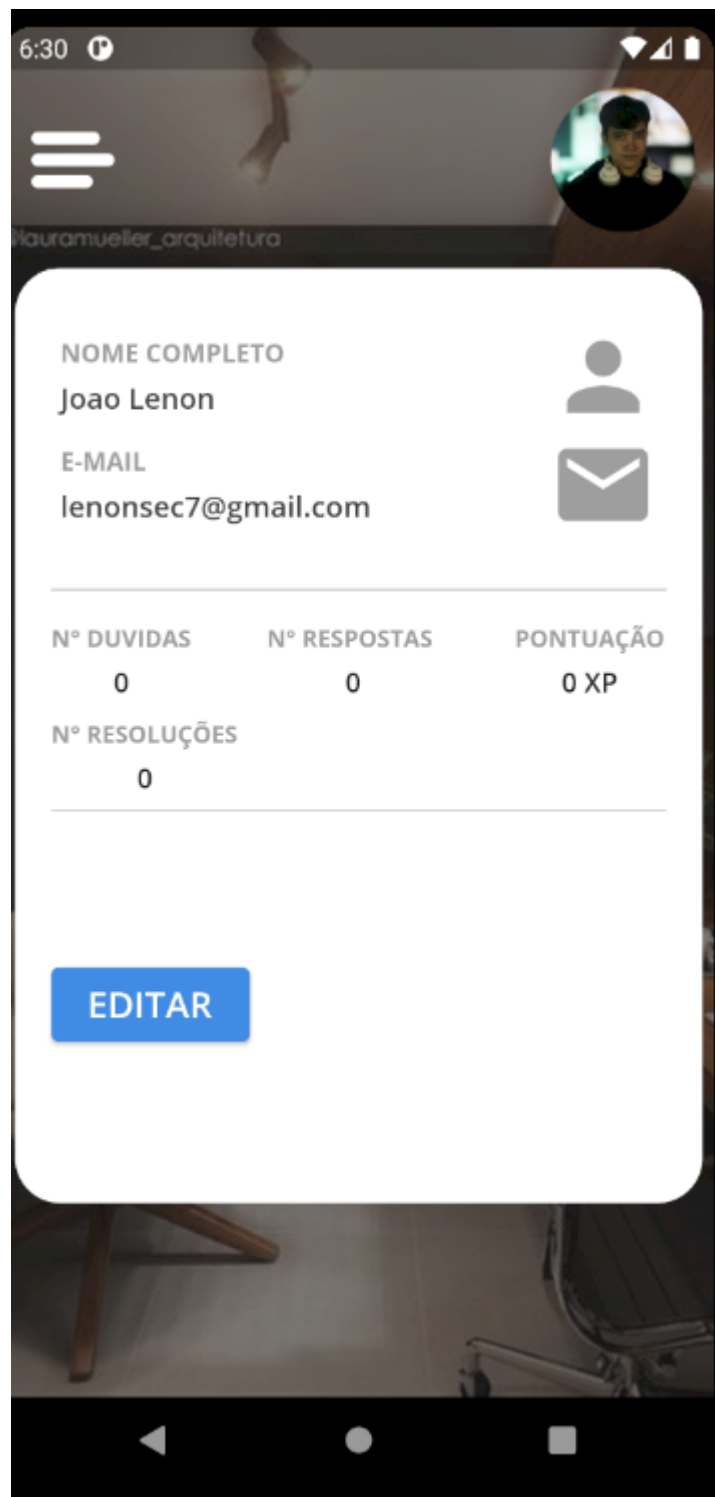 6:30
lauramueller_arquitetura
NOME COMPLETO
Joao Lenon
E-MAIL
lenonsec7@gmail.com
Nº DUVIDAS Nº RESPOSTAS PONTUAÇÃO
0 0 0 XP
Nº RESOLUÇÕES
0
EDITAR